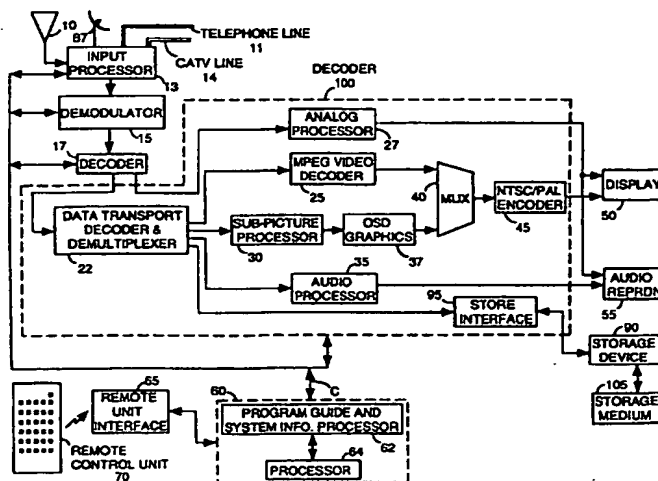 10
87
TELEPHONE LINE
11
CATV LINE
14
INPUT
PROCESSOR
13
DECODER
100
DEMODULATOR
15
ANALOG
PROCESSOR
27
17
DECODER
MPEG VIDEO
DECODER
25
40
MUX
NTSC/PAL
ENCODER
45
DISPLAY
50
DATA TRANSPORT
DECODER &
DEMULTIPLEXER
22
SUB-PICTURE
PROCESSOR
30
OSD
GRAPHICS
37
35
AUDIO
PROCESSOR
95
STORE
INTERFACE
AUDIO
REPRDN
55
90
STORAGE
DEVICE
105
STORAGE
MEDIUM
C
65
REMOTE
UNIT
INTERFACE
60
PROGRAM GUIDE AND
SYSTEM INFO. PROCESSOR
62
64
PROCESSOR
REMOTE
CONTROL UNIT
70